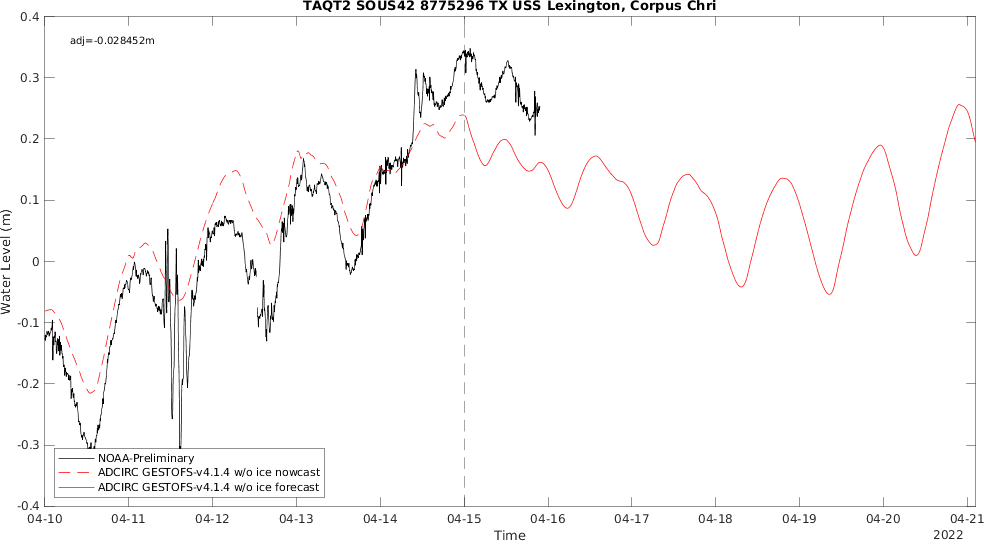 TAQT2 SOUS42 8775296 TX USS Lexington, Corpus Chri
adj=-0.028452m
0.4
0.3
0.2
0.1
0
-0.1
-0.2
-0.3
-0.4
Water Level (m)
NOAA-Preliminary
ADCIRC GESTOFS-v4.1.4 w/o ice nowcast
ADCIRC GESTOFS-v4.1.4 w/o ice forecast
04-10 04-11 04-12 04-13 04-14 04-15 04-16 04-17 04-18 04-19 04-20 04-21
Time
2022